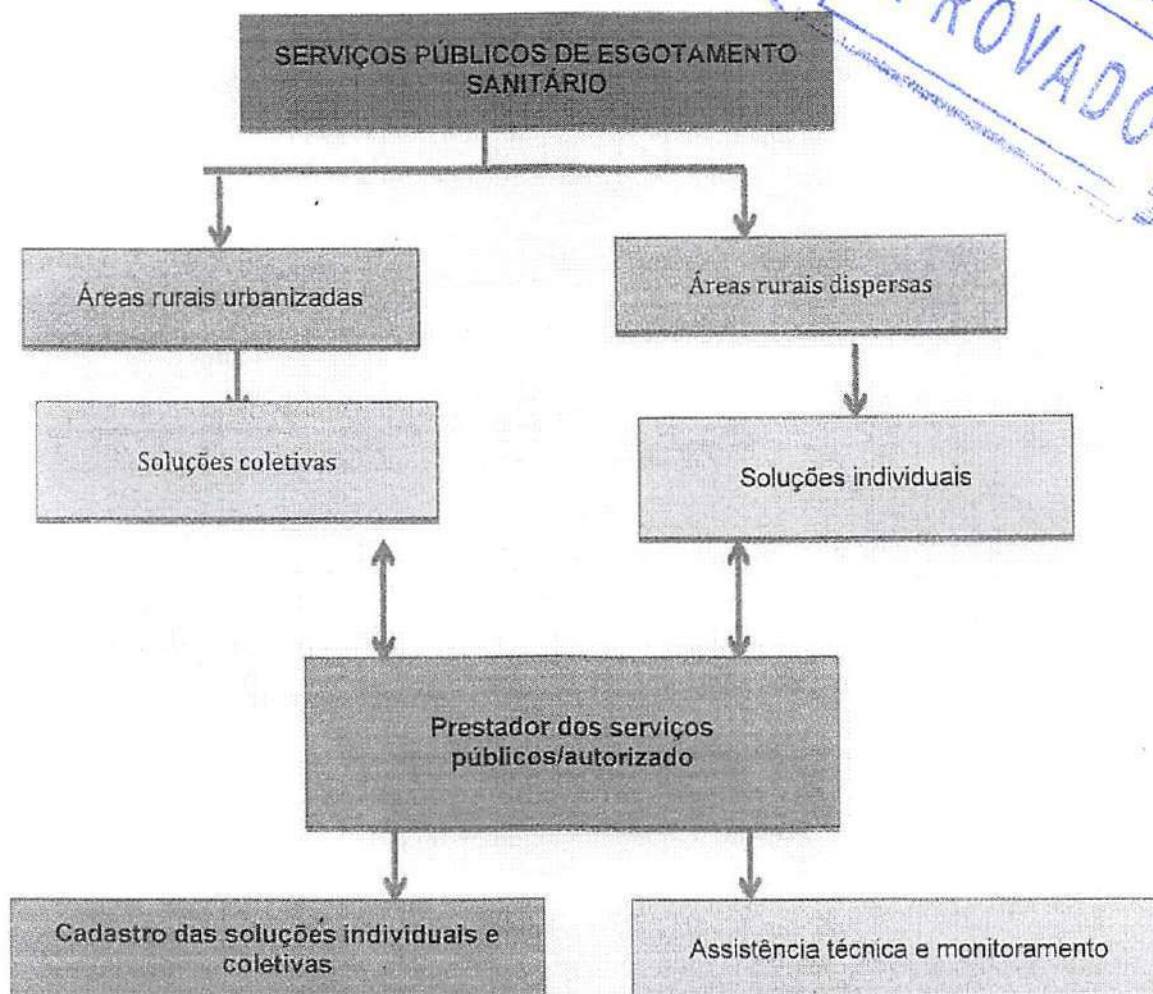 SERVIÇOS PÚBLICOS DE ESGOTAMENTO
SANITÁRIO
PROVADO
Áreas rurais urbanizadas
Áreas rurais dispersas
Soluções coletivas
Soluções individuais
Prestador dos serviços
públicos/autorizado
Cadastro das soluções individuais e
coletivas
Assistência técnica e monitoramento